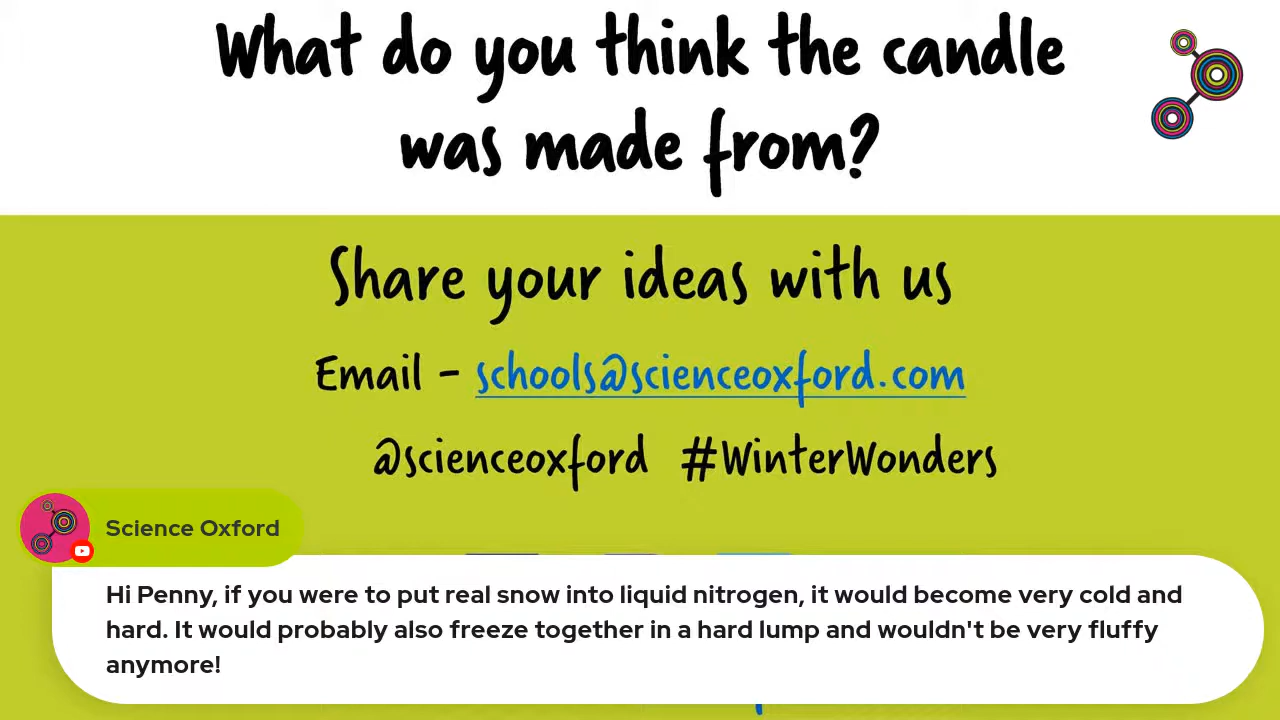 What do you think the candle
was made from?
Share your ideas with us
Email - schools@scienceoxford.com
@scienceoxford #WinterWonders
Science Oxford
Hi Penny, if you were to put real snow into liquid nitrogen, it would become very cold and
hard. It would probably also freeze together in a hard lump and wouldn't be very fluffy
anymore!